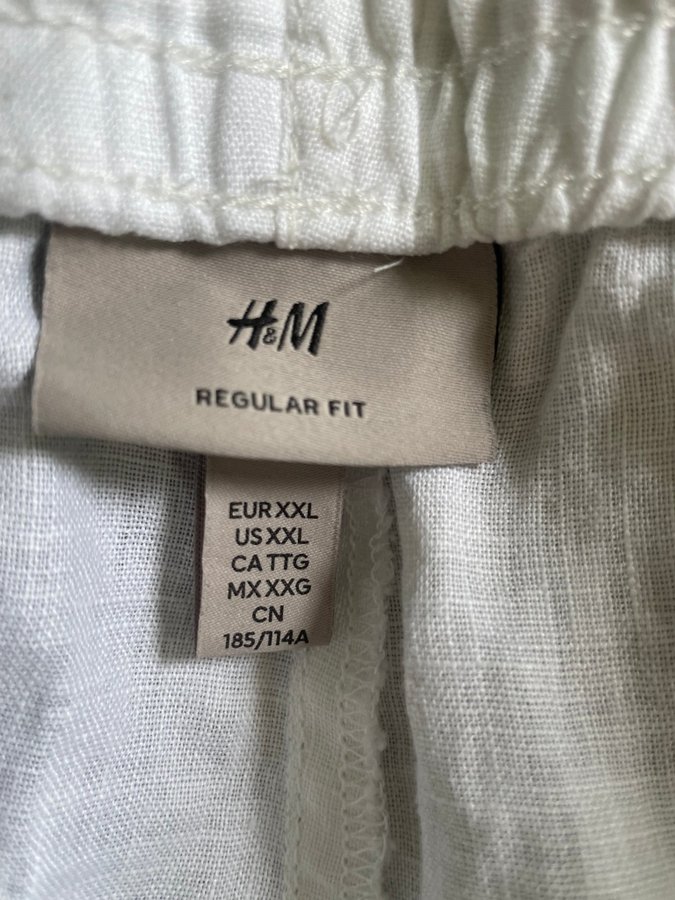 H&M
REGULAR FIT
EUR XXL
US XXL
CA TTG
MX XXG
CN
185/114A